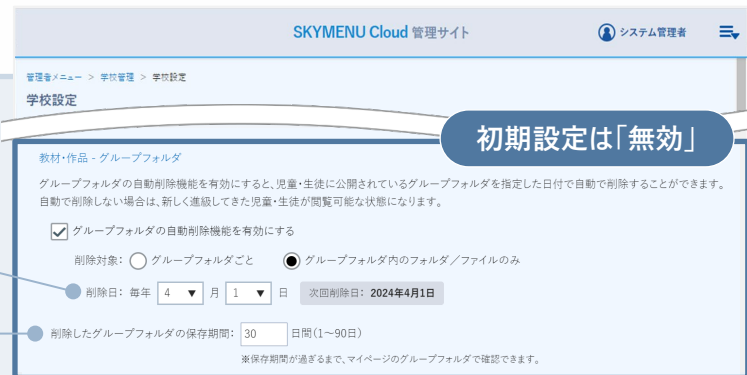 SKYMENU Cloud 管理サイト
システム管理者
管理者メニュー > 学校管理 > 学校設定
学校設定
初期設定は「無効」
教材・作品 - グループフォルダ
グループフォルダの自動削除機能を有効にすると、児童・生徒に公開されているグループフォルダを指定した日付で自動で削除することができます。
自動で削除しない場合は、新しく進級してきた児童・生徒が閲覧可能な状態になります。
グループフォルダの自動削除機能を有効にする
削除対象: グループフォルダごと グループフォルダ内のフォルダ／ファイルのみ
削除日: 毎年 4 ▼ 月 1 ▼ 日 次回削除日: 2024年4月1日
削除したグループフォルダの保存期間: 30 日間(1～90日)
※保存期間が過ぎるまで、マイページのグループフォルダで確認できます。